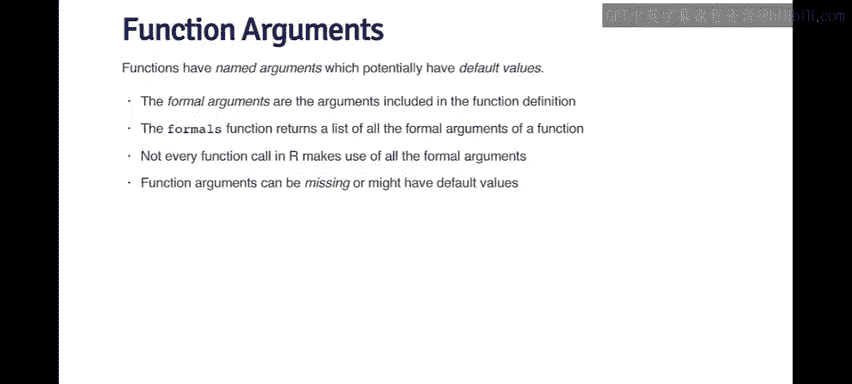 Function Arguments
Functions have named arguments which potentially have default values.
· The formal arguments are the arguments included in the function definition
· The formals function returns a list of all the formal arguments of a function
· Not every function call in R makes use of all the formal arguments
· Function arguments can be missing or might have default values